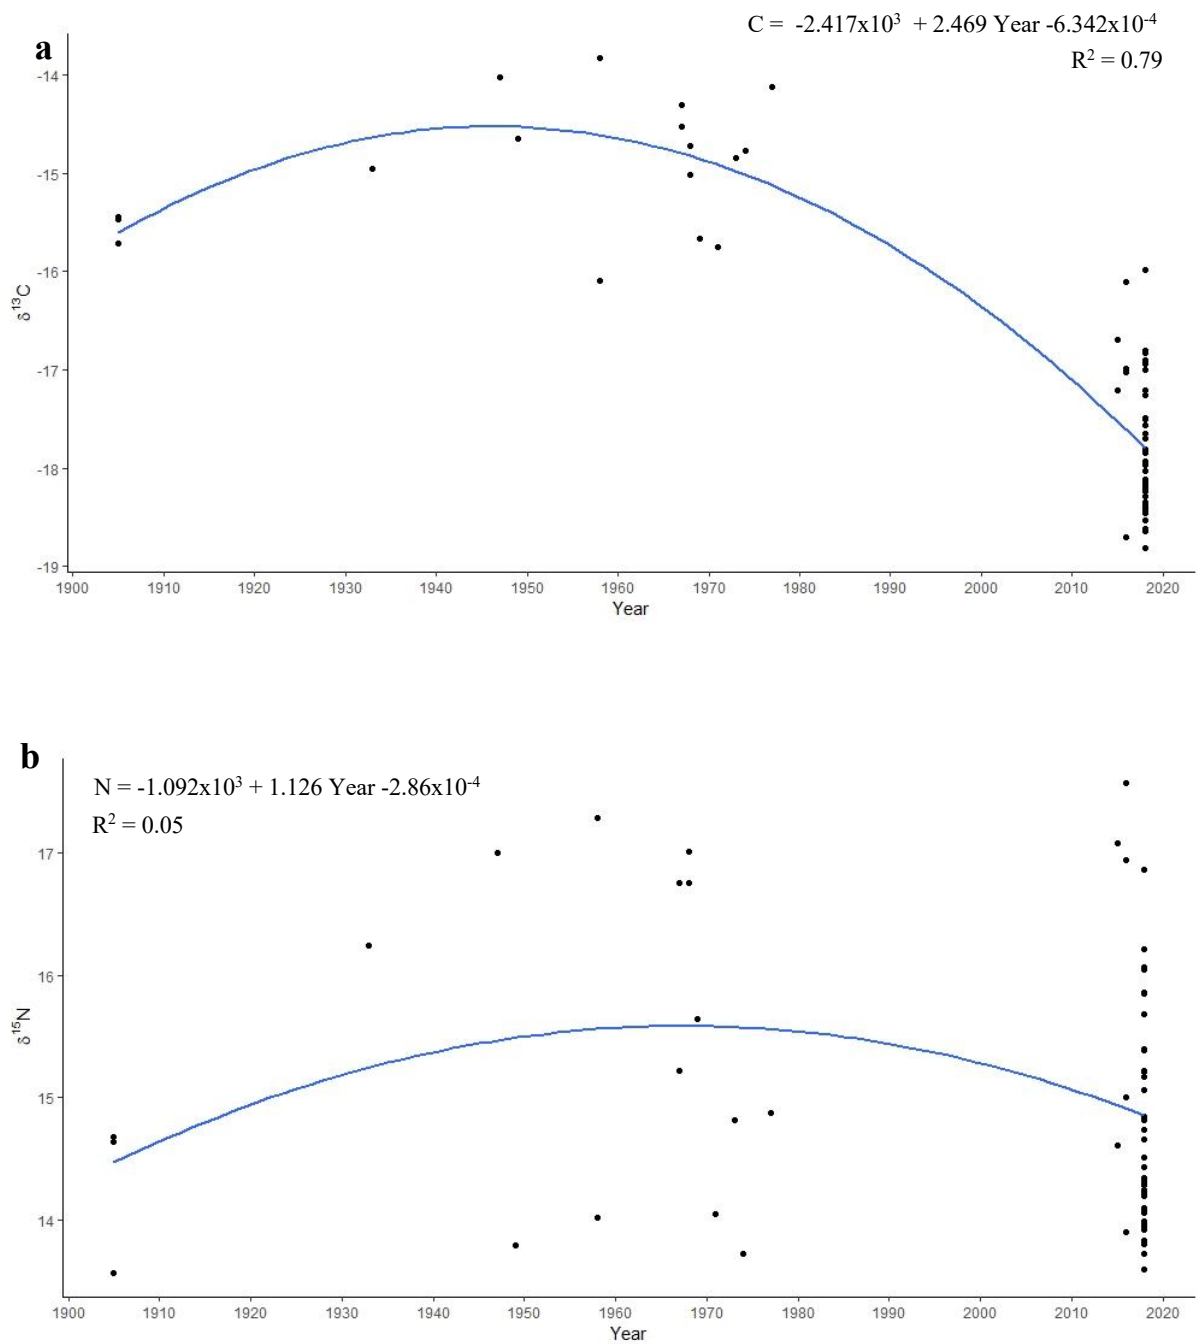 C = -2.417x10³ + 2.469 Year -6.342x10⁻⁴
a
R² = 0.79
-14
-15
-16
-17
-18
-19
δ¹³C
1900 1910 1920 1930 1940 1950 1960 1970 1980 1990 2000 2010 2020
Year
b
N = -1.092x10³ + 1.126 Year -2.86x10⁻⁴
R² = 0.05
17
16
15
14
δ¹⁵N
1900 1910 1920 1930 1940 1950 1960 1970 1980 1990 2000 2010 2020
Year